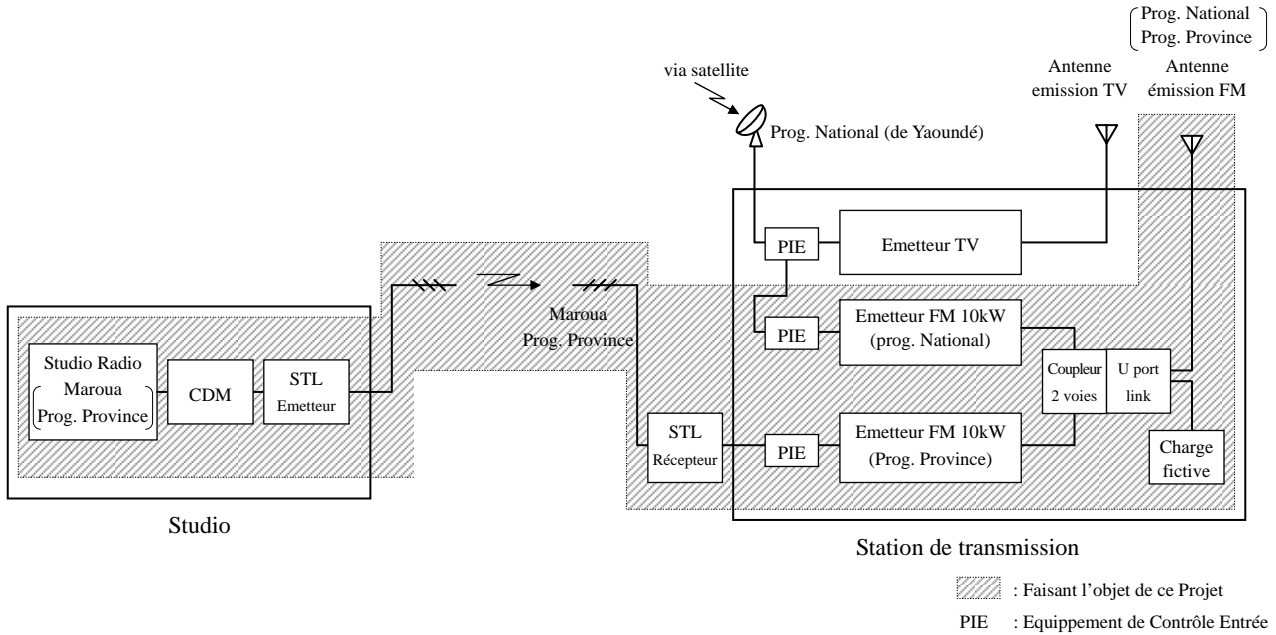 Prog. National
Prog. Province
via satellite
Antenne
emission TV
Antenne
émission FM
Prog. National (de Yaoundé)
PIE
Emetteur TV
Maroua
Prog. Province
PIE
Emetteur FM 10kW
(prog. National)
Studio Radio
Maroua
Prog. Province
CDM
STL
Emetteur
Coupleur
2 voies
U port
link
STL
Récepteur
PIE
Emetteur FM 10kW
(Prog. Province)
Charge
fictive
Studio
Station de transmission
: Faisant l'objet de ce Projet
PIE : Equippement de Contrôle Entrée